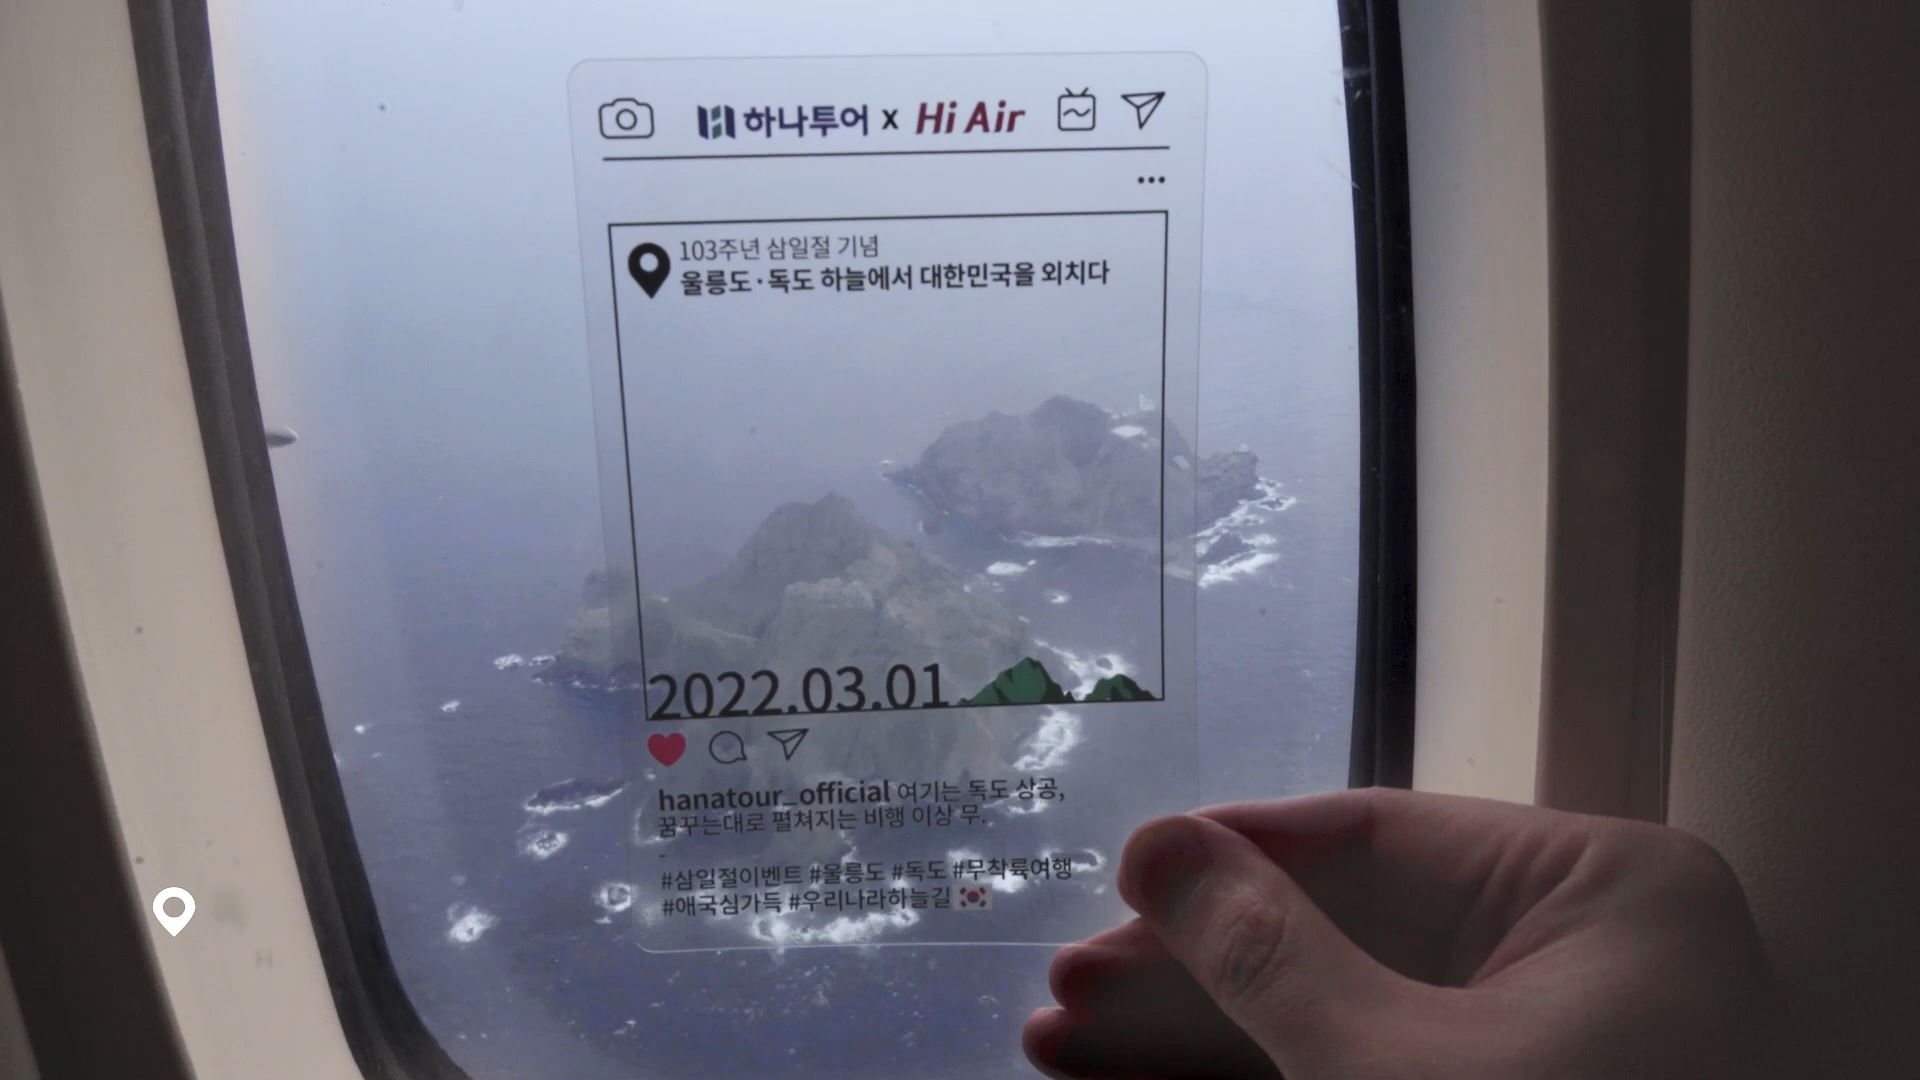 하나투어 x Hi Air
103주년 삼일절 기념
울릉도·독도 하늘에서 대한민국을 외치다
2022.03.01
hanatour_official 여기는 독도 상공,
꿈꾸는대로 펼쳐지는 비행 이상 무.
-
#삼일절이벤트 #울릉도 #독도 #무착륙여행
#애국심가득 #우리나라하늘길